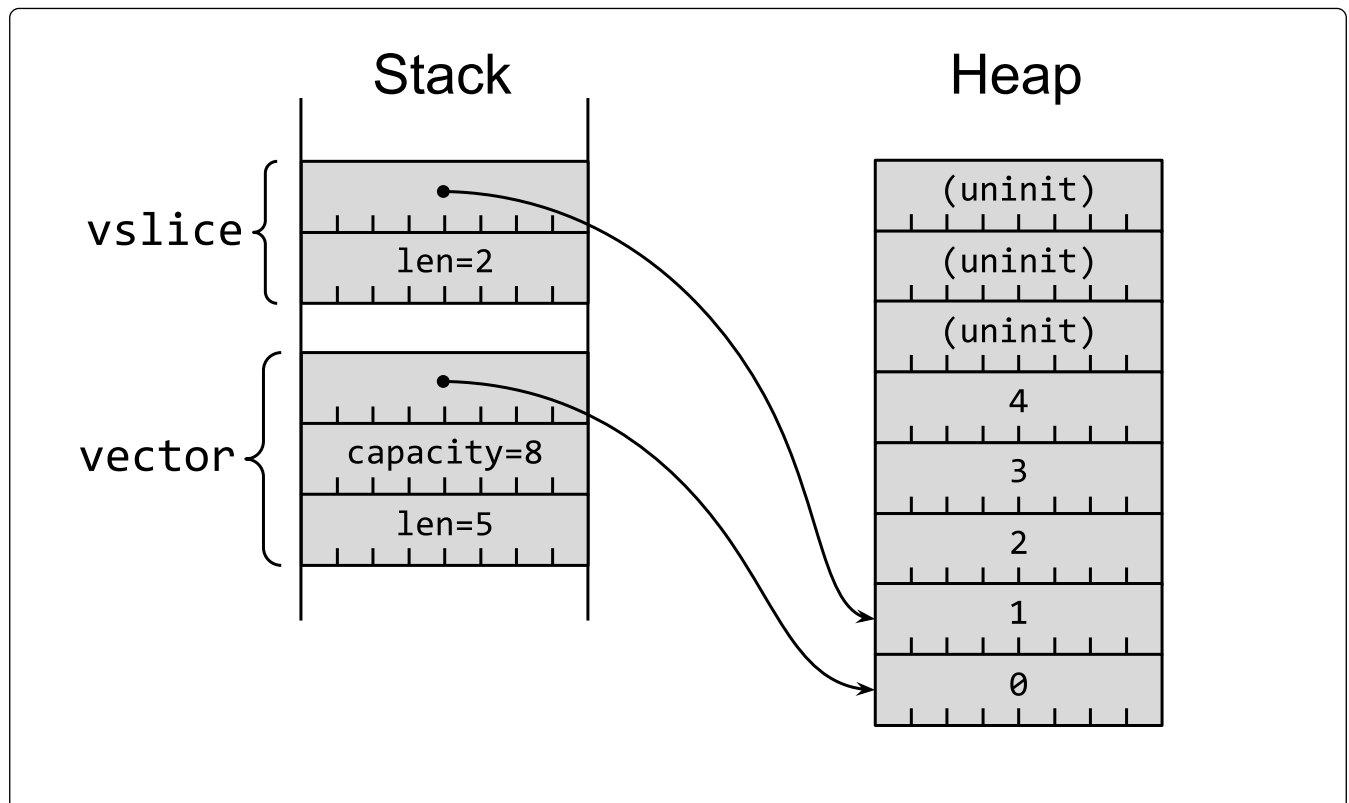 Stack
Heap
vslice
len=2
vector
capacity=8
len=5
(uninit)
(uninit)
(uninit)
4
3
2
1
0